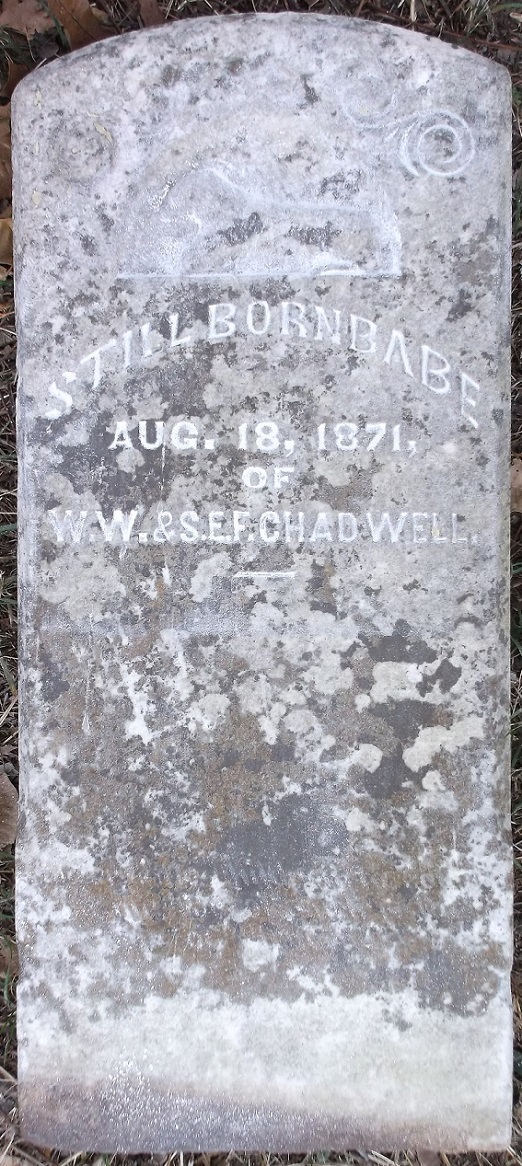 STILLBORN BABE
AUG. 18, 1871,
OF
W.W. & S.E.F. CHADWELL.